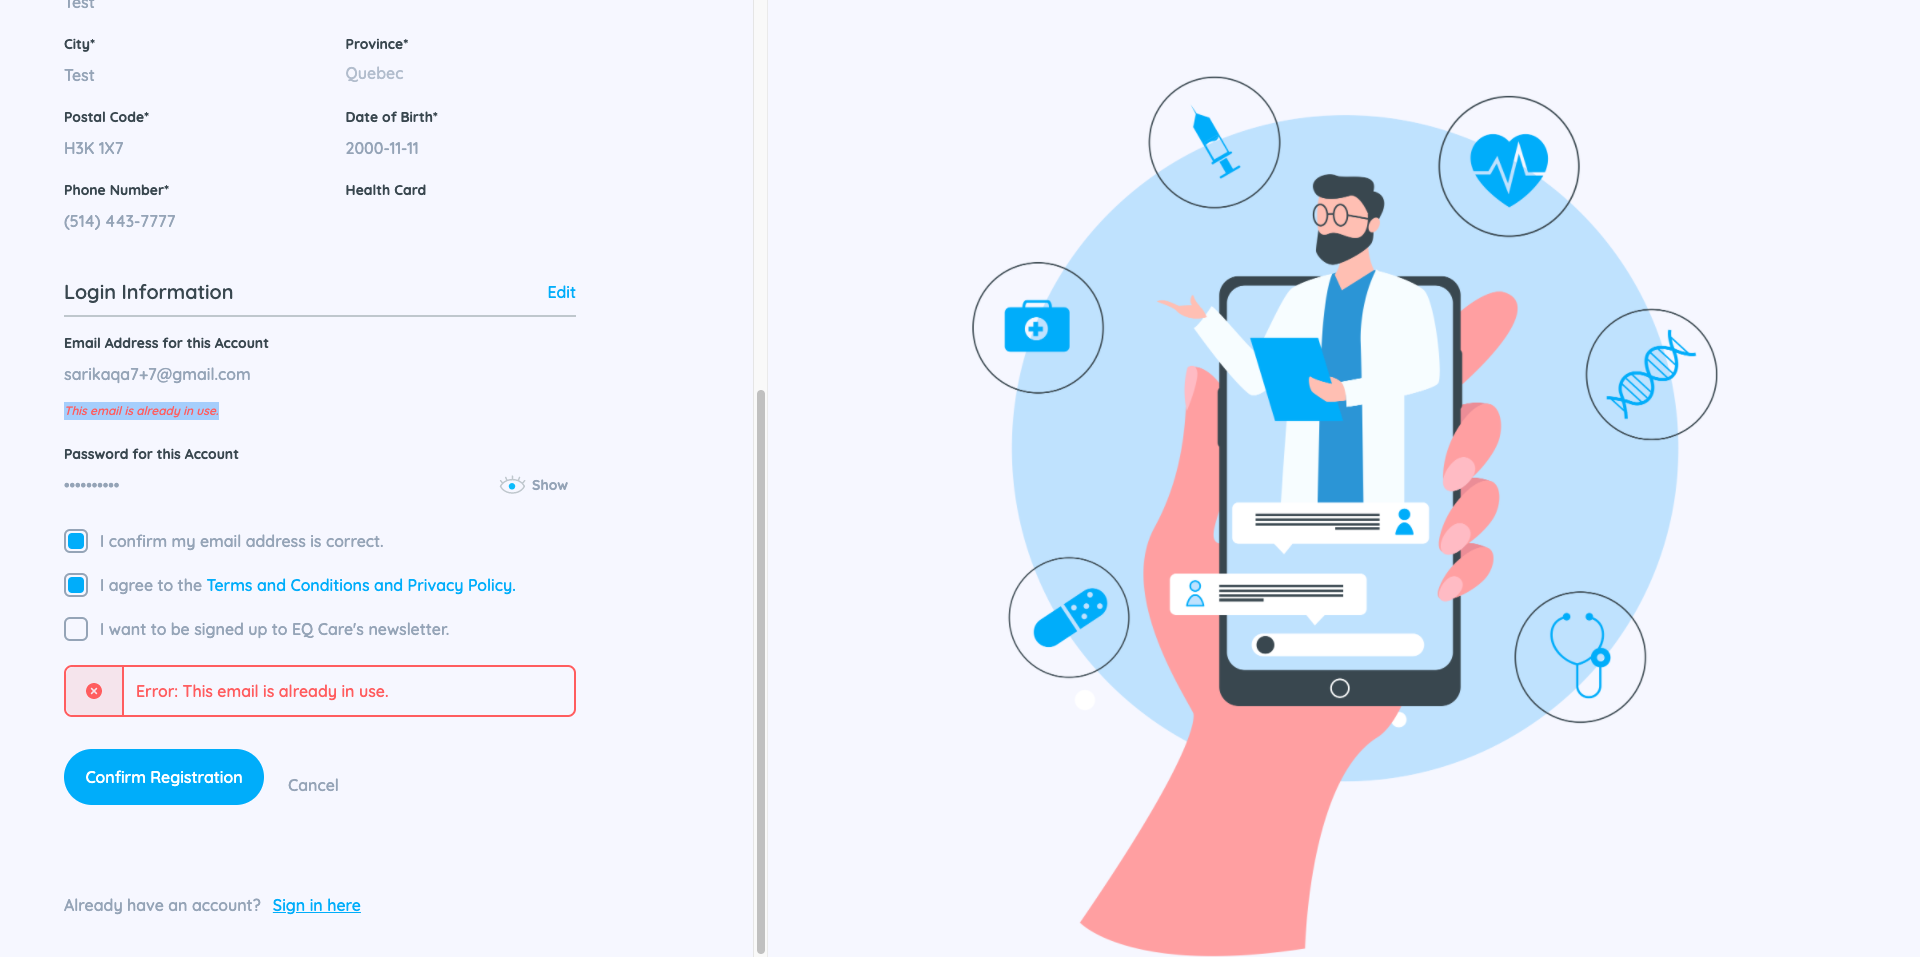 Test
City* Province*
Test Quebec
Postal Code* Date of Birth*
H3K 1X7 2000-11-11
Phone Number* Health Card
(514) 443-7777
Login Information Edit
Email Address for this Account
sarikaqa7+7@gmail.com
This email is already in use.
Password for this Account
•••••••••• Show
I confirm my email address is correct.
I agree to the Terms and Conditions and Privacy Policy.
I want to be signed up to EQ Care's newsletter.
Error: This email is already in use.
Confirm Registration Cancel
Already have an account? Sign in here